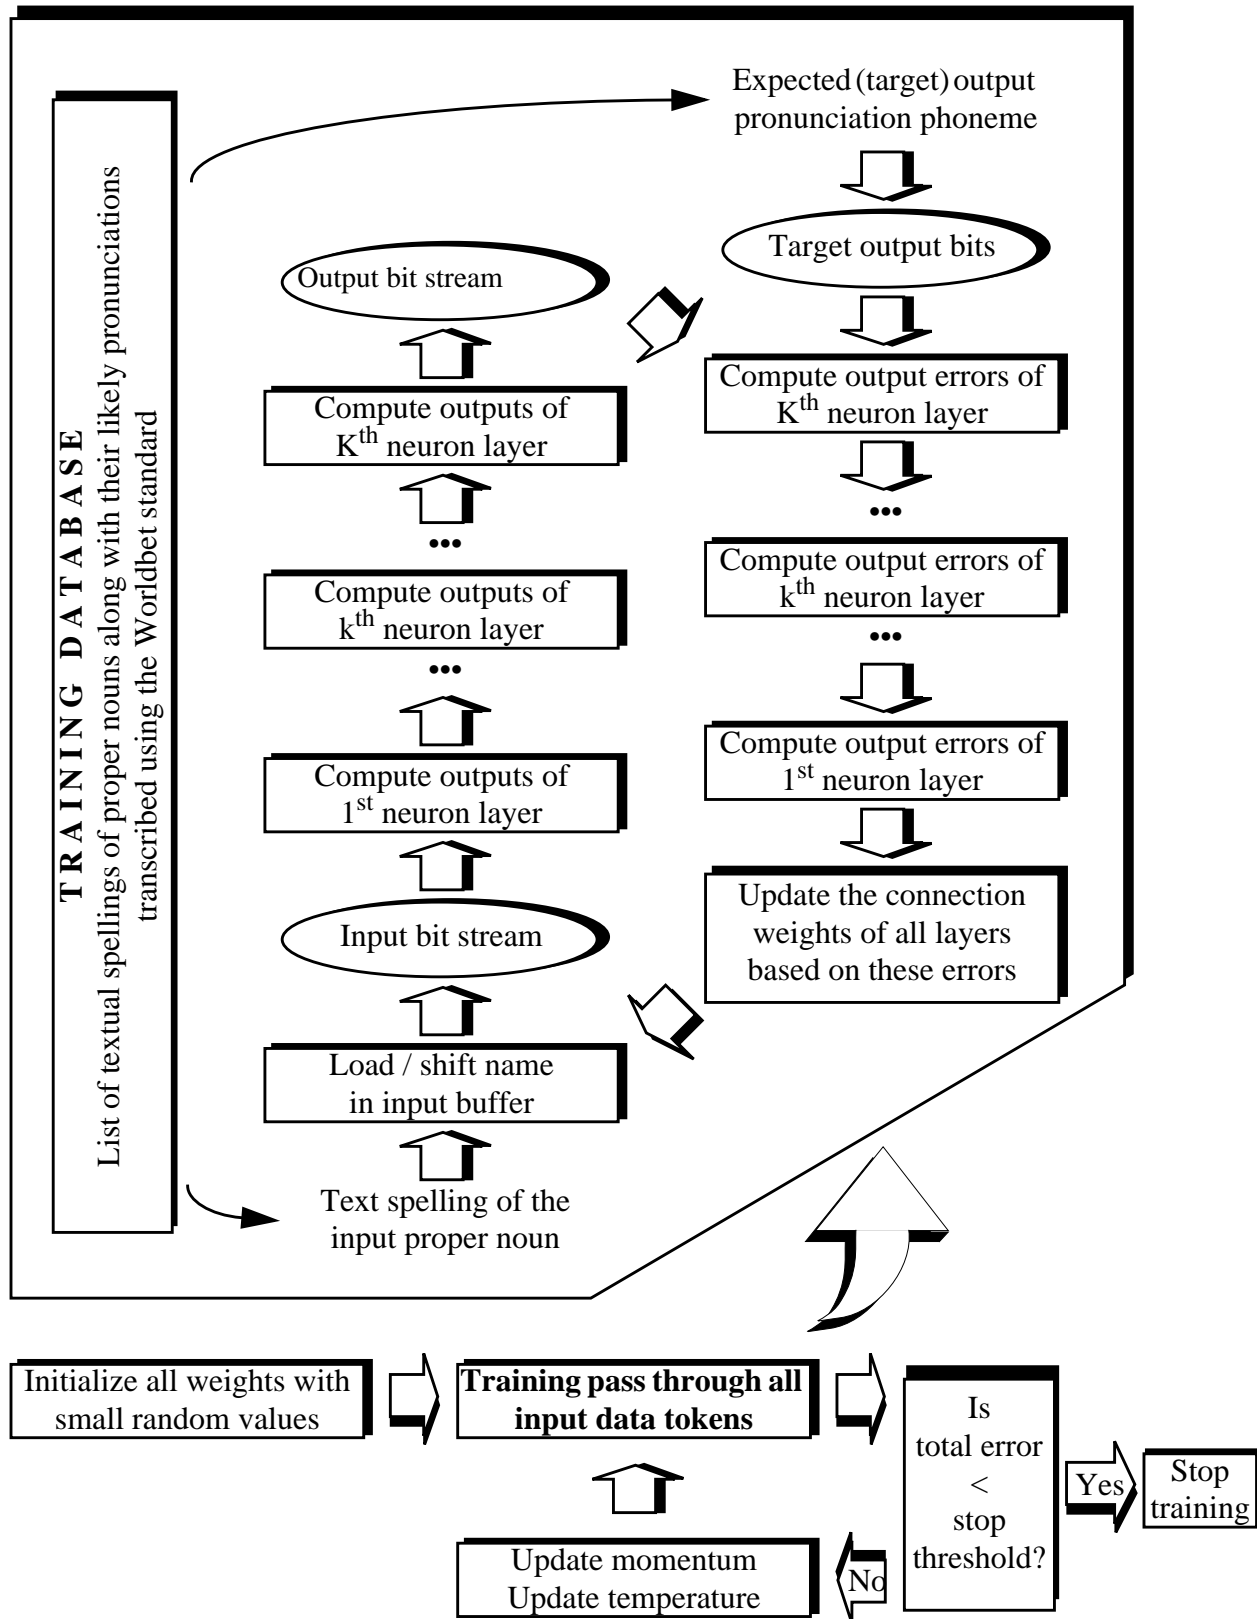 TRAINING DATABASE
List of textual spellings of proper nouns along with their likely pronunciations
transcribed using the Worldbet standard
Expected (target) output
pronunciation phoneme
Target output bits
Compute output errors of
Kth neuron layer
•••
Compute output errors of
kth neuron layer
•••
Compute output errors of
1st neuron layer
Update the connection
weights of all layers
based on these errors
Output bit stream
Compute outputs of
Kth neuron layer
•••
Compute outputs of
kth neuron layer
•••
Compute outputs of
1st neuron layer
Input bit stream
Load / shift name
in input buffer
Text spelling of the
input proper noun
Initialize all weights with
small random values
Training pass through all
input data tokens
Is
total error
<
stop
threshold?
Yes
Stop
training
No
Update momentum
Update temperature